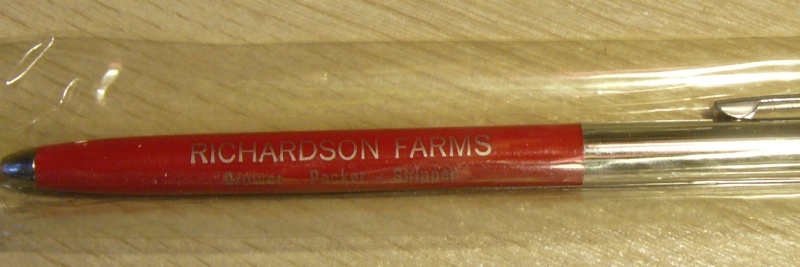 RICHARDSON FARMS
Grower - Packer - Shipper